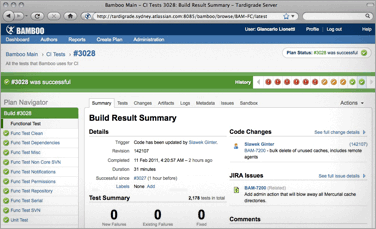 Bamboo Main – CI Tests 3028: Build Result Summary – Tardigrade Server
http://tardigrade.sydney.atlassian.com:8085/bamboo/browse/BAM-FC/latest
BAMBOO
User: Giancarlo Lionetti Profile Log out Help
Dashboard Authors Reports Create Plan Administration
Bamboo Main › CI Tests › #3028
All the tests that Bamboo uses for CI
Plan Status: #3028 was successful
#3028 was successful
History
Plan Navigator
Build #3028
Functional Test
Func Test Clean
Func Test Dependencies
Func Test Misc
Func Test Non Core SVN
Func Test Permissions
Func Test Repository
Func Test Serial
Func Test SVN
Unit Test
Summary Tests Changes Artifacts Logs Metadata Issues Sandbox Actions
Build Result Summary
Details
Trigger Code has been updated by Slawek Ginter.
Revision 142107
Completed 11 Feb 2011, 4:20:57 AM – 2 hours ago
Duration 31 minutes
Successful since #3027 (1 hour before)
Labels None Add
Test Summary
2,178 tests in total
0 0 0
New Failures Existing Failures Fixed
Code Changes
See full change details
Slawek Ginter (142107)
BAM-7200 - bulk delete of unused caches, includes remote agents
JIRA Issues
See full issue details
BAM-7200 (Resolved)
Add admin action that will blow away all Mercurial cache directories.
Comments